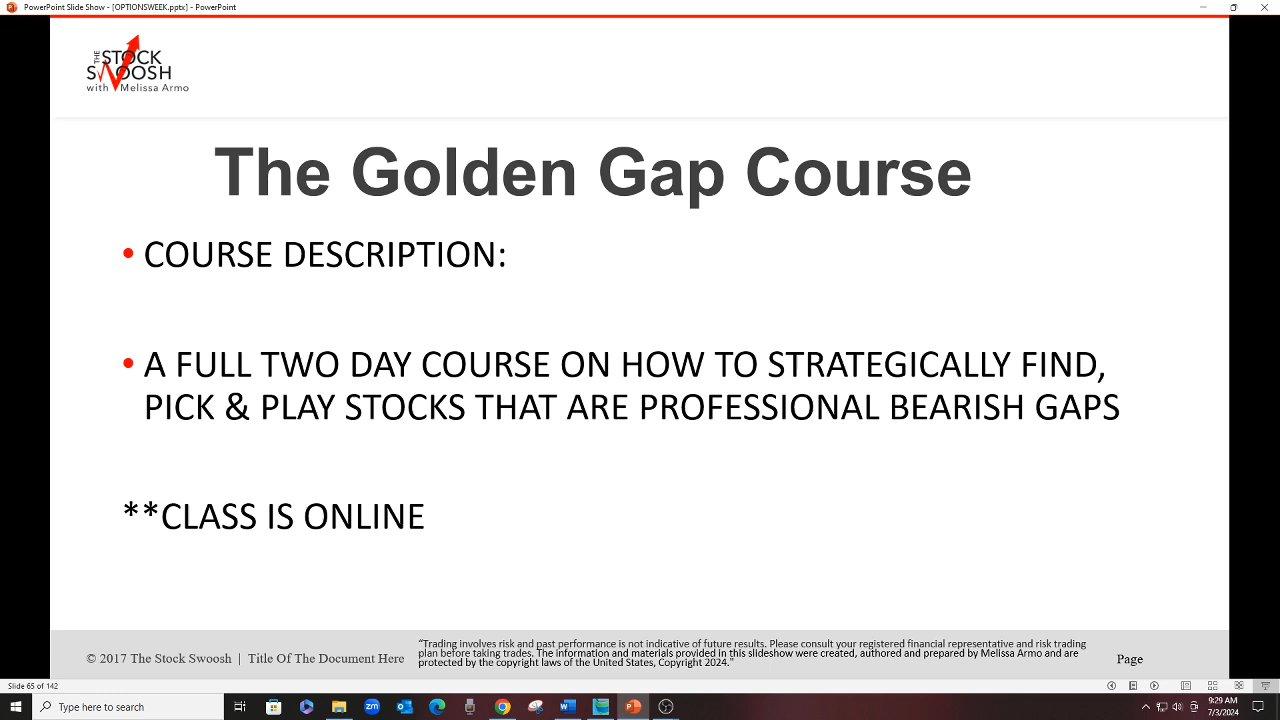 PowerPoint Slide Show - [OPTIONSWEEK.pptx] - PowerPoint
THE STOCK
SWOOSH
with Melissa Armo
The Golden Gap Course
• COURSE DESCRIPTION:
• A FULL TWO DAY COURSE ON HOW TO STRATEGICALLY FIND,
PICK & PLAY STOCKS THAT ARE PROFESSIONAL BEARISH GAPS
**CLASS IS ONLINE
© 2017 The Stock Swoosh | Title Of The Document Here
“Trading involves risk and past performance is not indicative of future results. Please consult your registered financial representative and risk trading
plan before taking trades. The information and materials provided in this slideshow were created, authored and prepared by Melissa Armo and are
protected by the copyright laws of the United States, Copyright 2024."
Page
Slide 65 of 142
Type here to search
zm
9:29 AM
7/3/2024